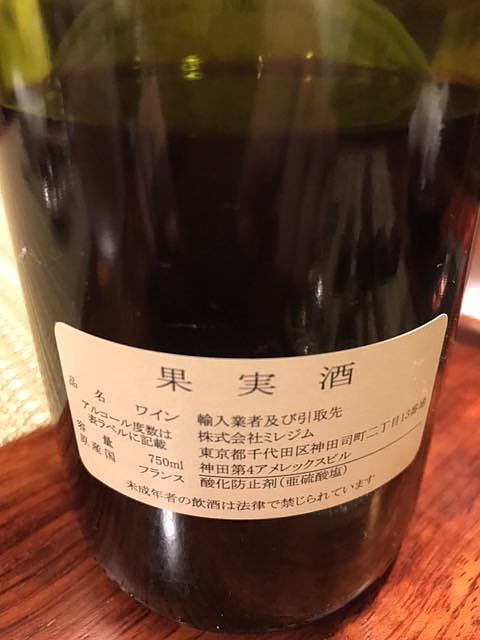 果実酒
品名 ワイン
アルコール度数は
表ラベルに記載
容量 750ml
原産国 フランス
輸入業者及び引取先
株式会社ミレジム
東京都千代田区神田司町二丁目13番地
神田第4アメレックスビル
酸化防止剤(亜硫酸塩)
未成年者の飲酒は法律で禁じられています